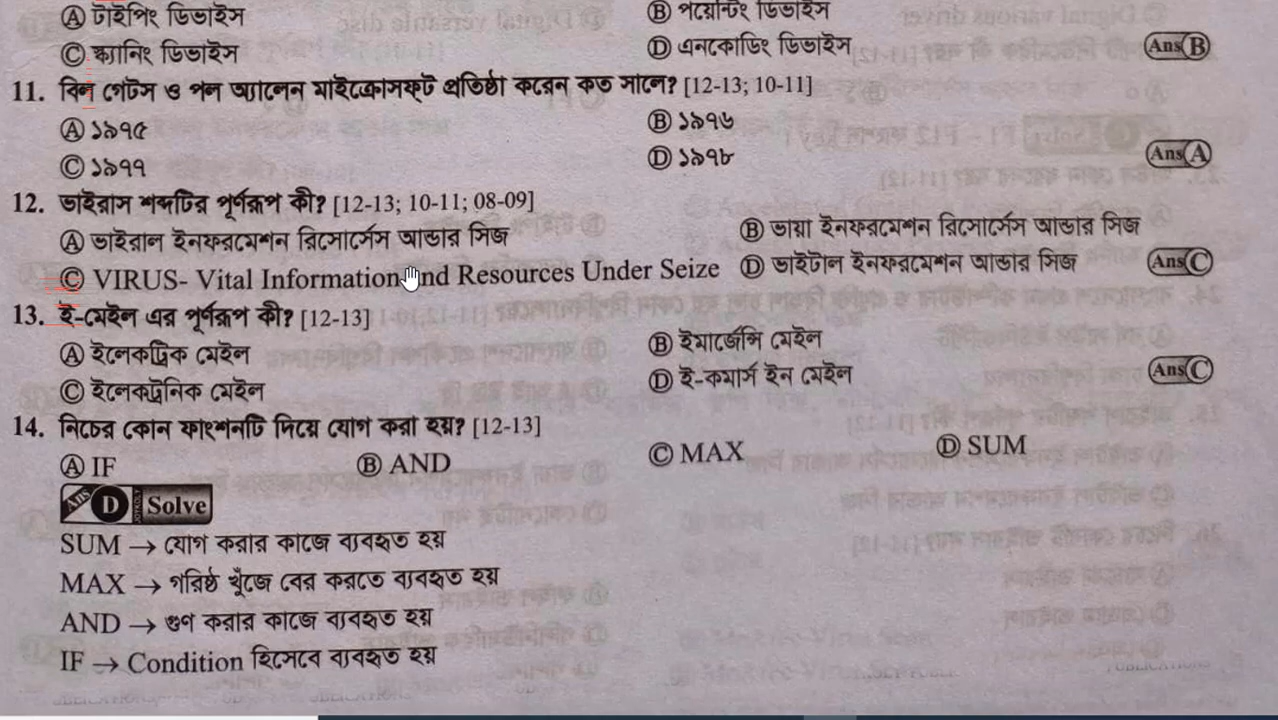 Ⓐ টাইপিং ডিভাইস Ⓑ পয়েন্টিং ডিভাইস
Ⓒ স্ক্যানিং ডিভাইস Ⓓ এনকোডিং ডিভাইস Ans Ⓑ
11. বিল গেটস ও পল অ্যালেন মাইক্রোসফট প্রতিষ্ঠা করেন কত সালে? [12-13; 10-11]
Ⓐ ১৯৭৫ Ⓑ ১৯৭৬
Ⓒ ১৯৭৭ Ⓓ ১৯৭৮ Ans Ⓐ
12. ভাইরাস শব্দটির পূর্ণরূপ কী? [12-13; 10-11; 08-09]
Ⓐ ভাইরাল ইনফরমেশন রিসোর্সেস আন্ডার সিজ Ⓑ ভায়া ইনফরমেশন রিসোর্সেস আন্ডার সিজ
Ⓒ VIRUS- Vital Information and Resources Under Seize Ⓓ ভাইটাল ইনফরমেশন আন্ডার সিজ Ans Ⓒ
13. ই-মেইল এর পূর্ণরূপ কী? [12-13]
Ⓐ ইলেকট্রিক মেইল Ⓑ ইমার্জেন্সি মেইল
Ⓒ ইলেকট্রনিক মেইল Ⓓ ই-কমার্স ইন মেইল Ans Ⓒ
14. নিচের কোন ফাংশনটি দিয়ে যোগ করা হয়? [12-13]
Ⓐ IF Ⓑ AND Ⓒ MAX Ⓓ SUM
Ans D Solve
SUM → যোগ করার কাজে ব্যবহৃত হয়
MAX → গরিষ্ঠ খুঁজে বের করতে ব্যবহৃত হয়
AND → গুণ করার কাজে ব্যবহৃত হয়
IF → Condition হিসেবে ব্যবহৃত হয়